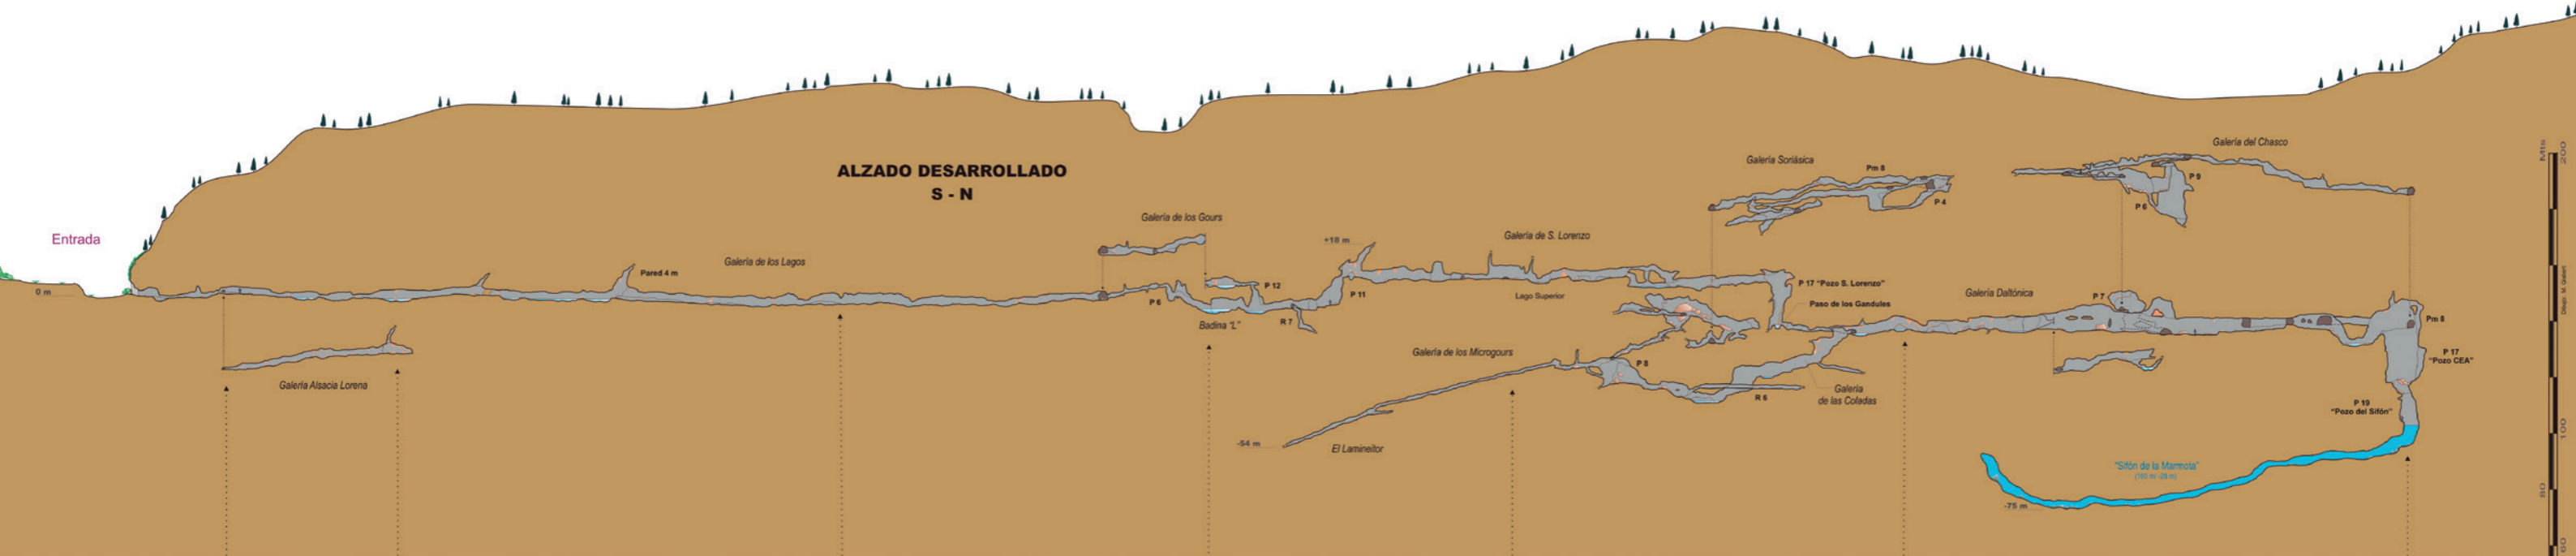 ALZADO DESARROLLADO
S - N
Entrada
0 m
Galería Alsacia Lorena
Pared 4 m
Galería de los Lagos
Galería de los Gours
P 6
P 12
Badina "L"
R 7
+18 m
P 11
Galería de S. Lorenzo
Lago Superior
Galería de los Microgours
-54 m
El Lamineitor
P 8
R 6
Galería
de las Coladas
P 17 "Pozo S. Lorenzo"
Paso de los Gandules
Galería Soriásica
Pm 8
P 4
Galería Daltónica
P 7
Galería del Chasco
P 9
P 6
Pm 8
P 17
"Pozo CEA"
P 19
"Pozo del Sifón"
"Sifón de la Marmota"
-75 m
Mts
200
100